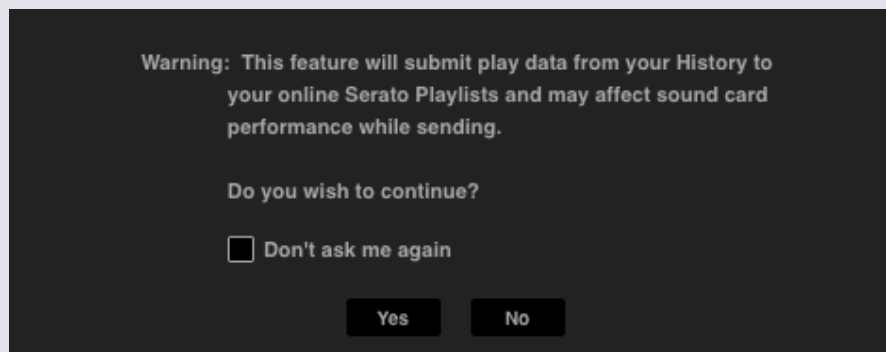 Warning: This feature will submit play data from your History to
your online Serato Playlists and may affect sound card
performance while sending.
Do you wish to continue?
Don't ask me again
Yes No